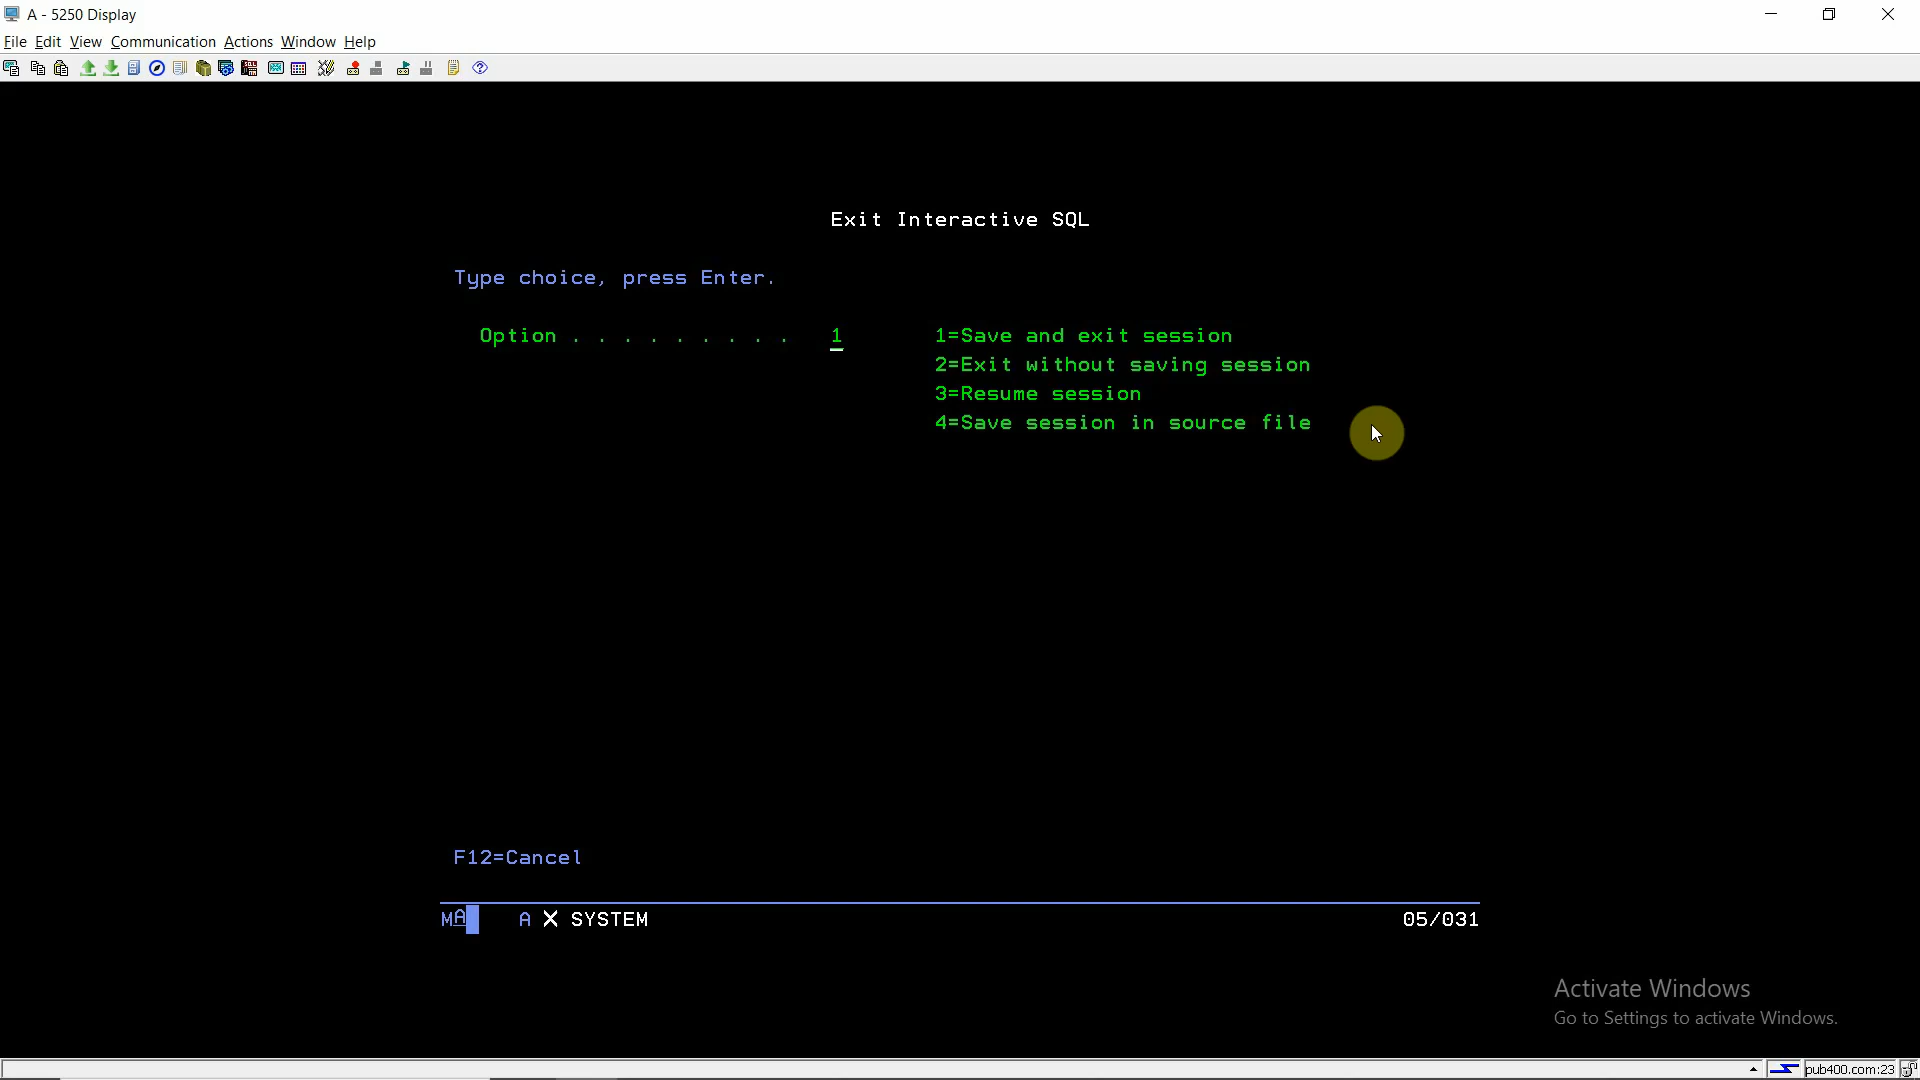 A - 5250 Display
File Edit View Communication Actions Window Help
Exit Interactive SQL
Type choice, press Enter.
Option . . . . . . . . . 1 1=Save and exit session
2=Exit without saving session
3=Resume session
4=Save session in source file
F12=Cancel
MA A X SYSTEM 05/031
Activate Windows
Go to Settings to activate Windows.
pub400.com:23